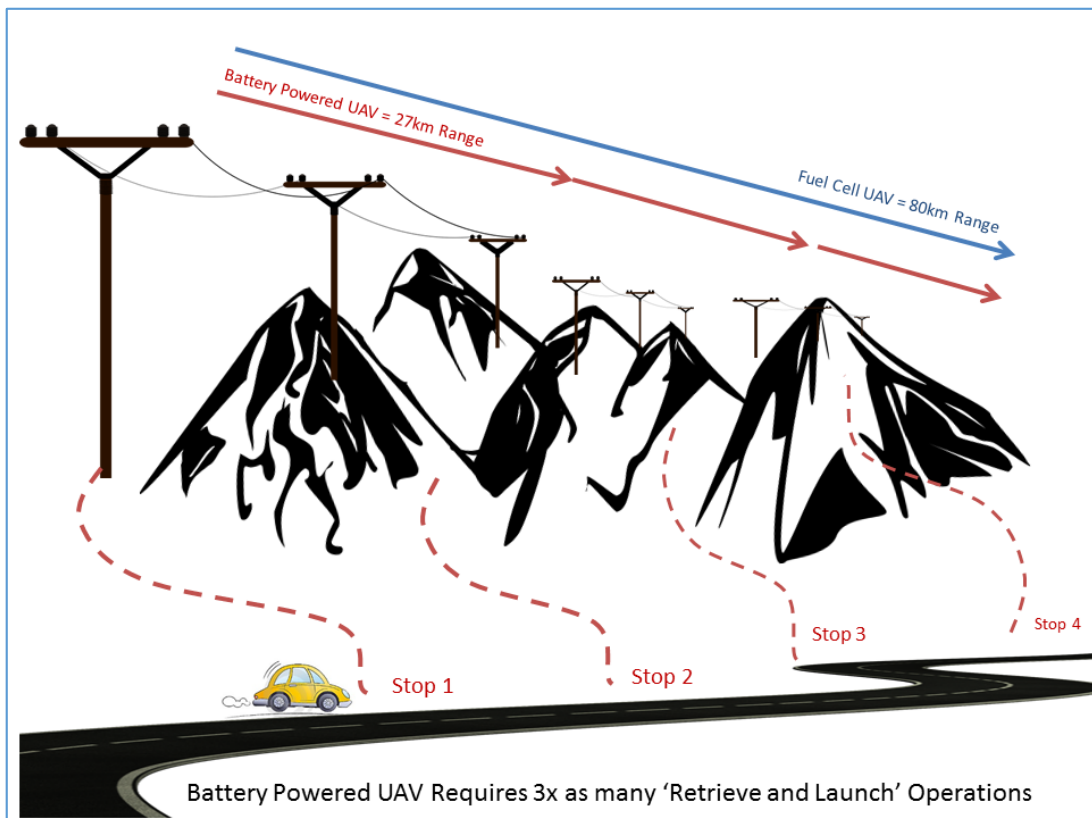 Battery Powered UAV = 27km Range
Fuel Cell UAV = 80km Range
Stop 1
Stop 2
Stop 3
Stop 4
Battery Powered UAV Requires 3x as many ‘Retrieve and Launch’ Operations